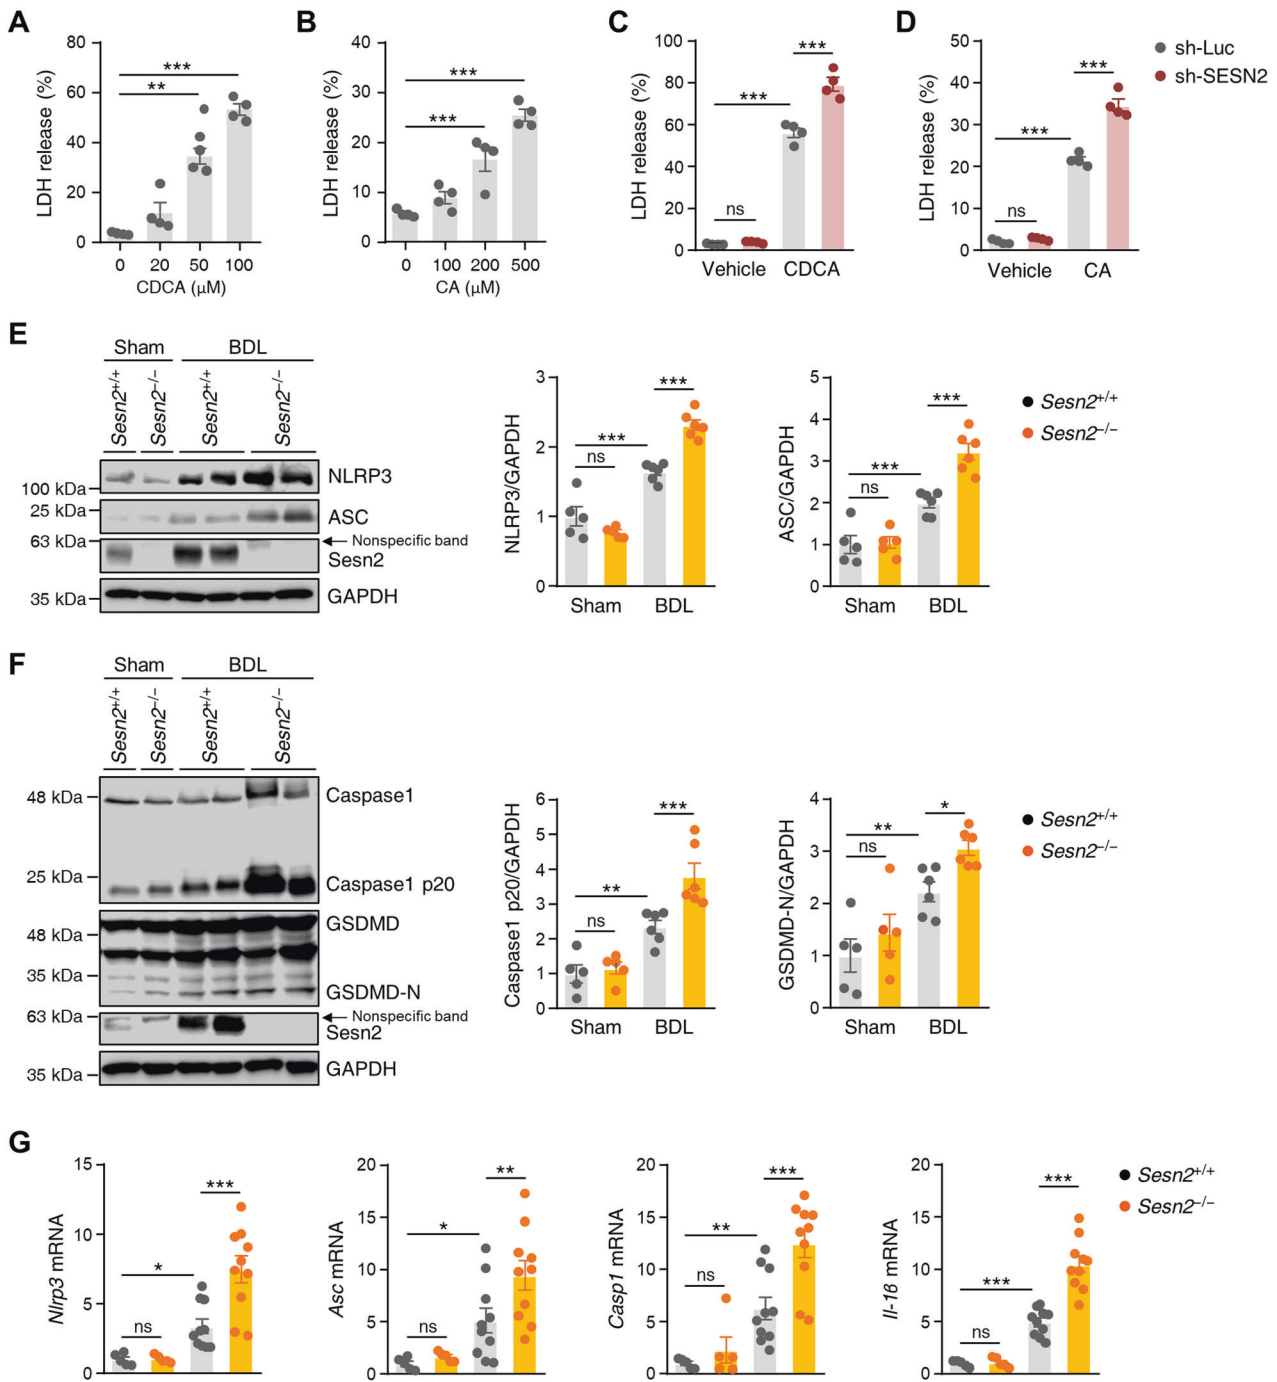 A
B
C
D
LDH release (%)
80
60
40
20
0
***
**
0 20 50 100
CDCA (μM)
LDH release (%)
40
30
20
10
0
***
***
0 100 200 500
CA (μM)
LDH release (%)
100
80
60
40
20
0
***
***
ns
Vehicle CDCA
LDH release (%)
50
40
30
20
10
0
***
***
ns
Vehicle CA
sh-Luc
sh-SESN2
E
Sham BDL
Sesn2+/+ Sesn2−/− Sesn2+/+ Sesn2−/−
100 kDa NLRP3
25 kDa ASC
63 kDa Nonspecific band
Sesn2
35 kDa GAPDH
NLRP3/GAPDH
3
2
1
0
***
***
ns
Sham BDL
ASC/GAPDH
5
4
3
2
1
0
***
***
ns
Sham BDL
Sesn2+/+
Sesn2−/−
F
Sham BDL
Sesn2+/+ Sesn2−/− Sesn2+/+ Sesn2−/−
48 kDa Caspase1
25 kDa Caspase1 p20
GSDMD
48 kDa
35 kDa
GSDMD-N
63 kDa Nonspecific band
Sesn2
35 kDa GAPDH
Caspase1 p20/GAPDH
6
5
4
3
2
1
0
***
**
ns
Sham BDL
GSDMD-N/GAPDH
4
3
2
1
0
*
**
ns
Sham BDL
Sesn2+/+
Sesn2−/−
G
Nlrp3 mRNA
15
10
5
0
***
*
ns
Asc mRNA
20
15
10
5
0
**
*
ns
Casp1 mRNA
20
15
10
5
0
***
**
ns
Il-1ß mRNA
20
15
10
5
0
***
***
ns
Sesn2+/+
Sesn2−/−